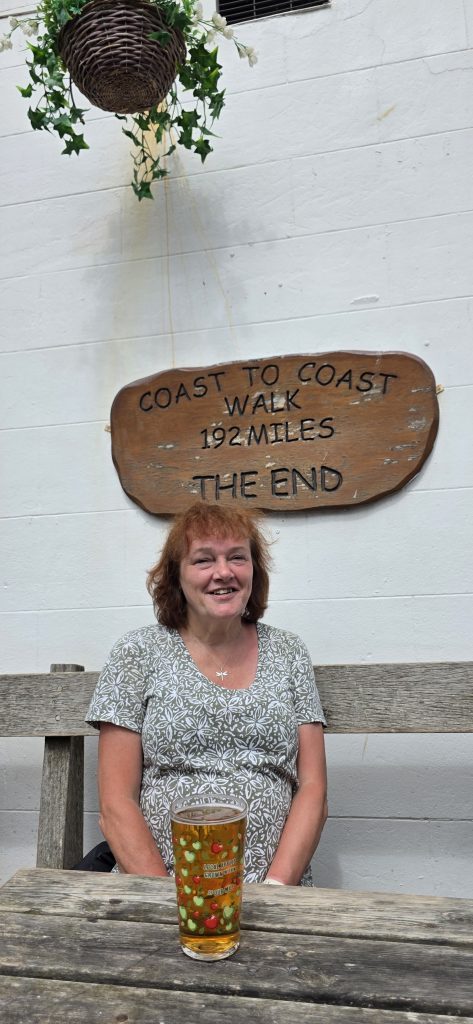 COAST TO COAST
WALK
192 MILES
THE END